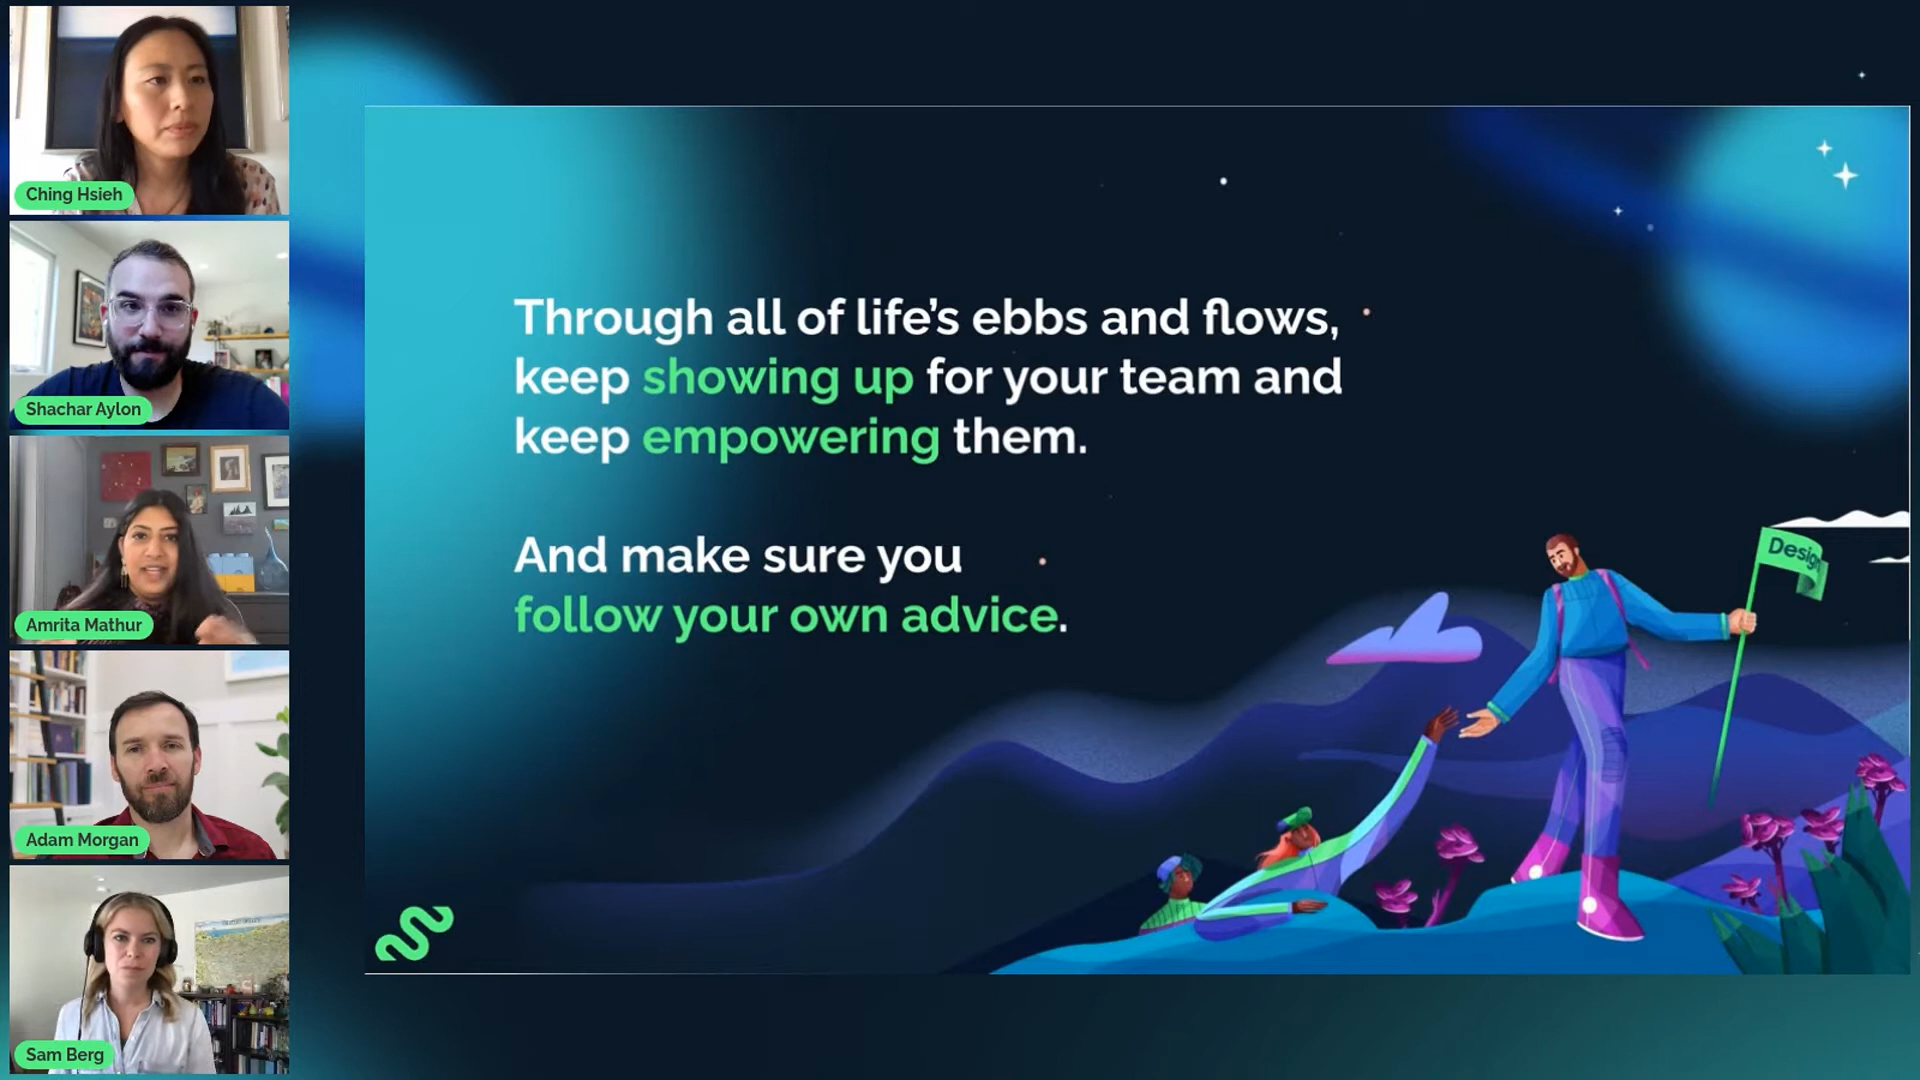 Ching Hsieh
Shachar Aylon
Amrita Mathur
Adam Morgan
Sam Berg
Through all of life’s ebbs and flows,
keep showing up for your team and
keep empowering them.
And make sure you
follow your own advice.
Design